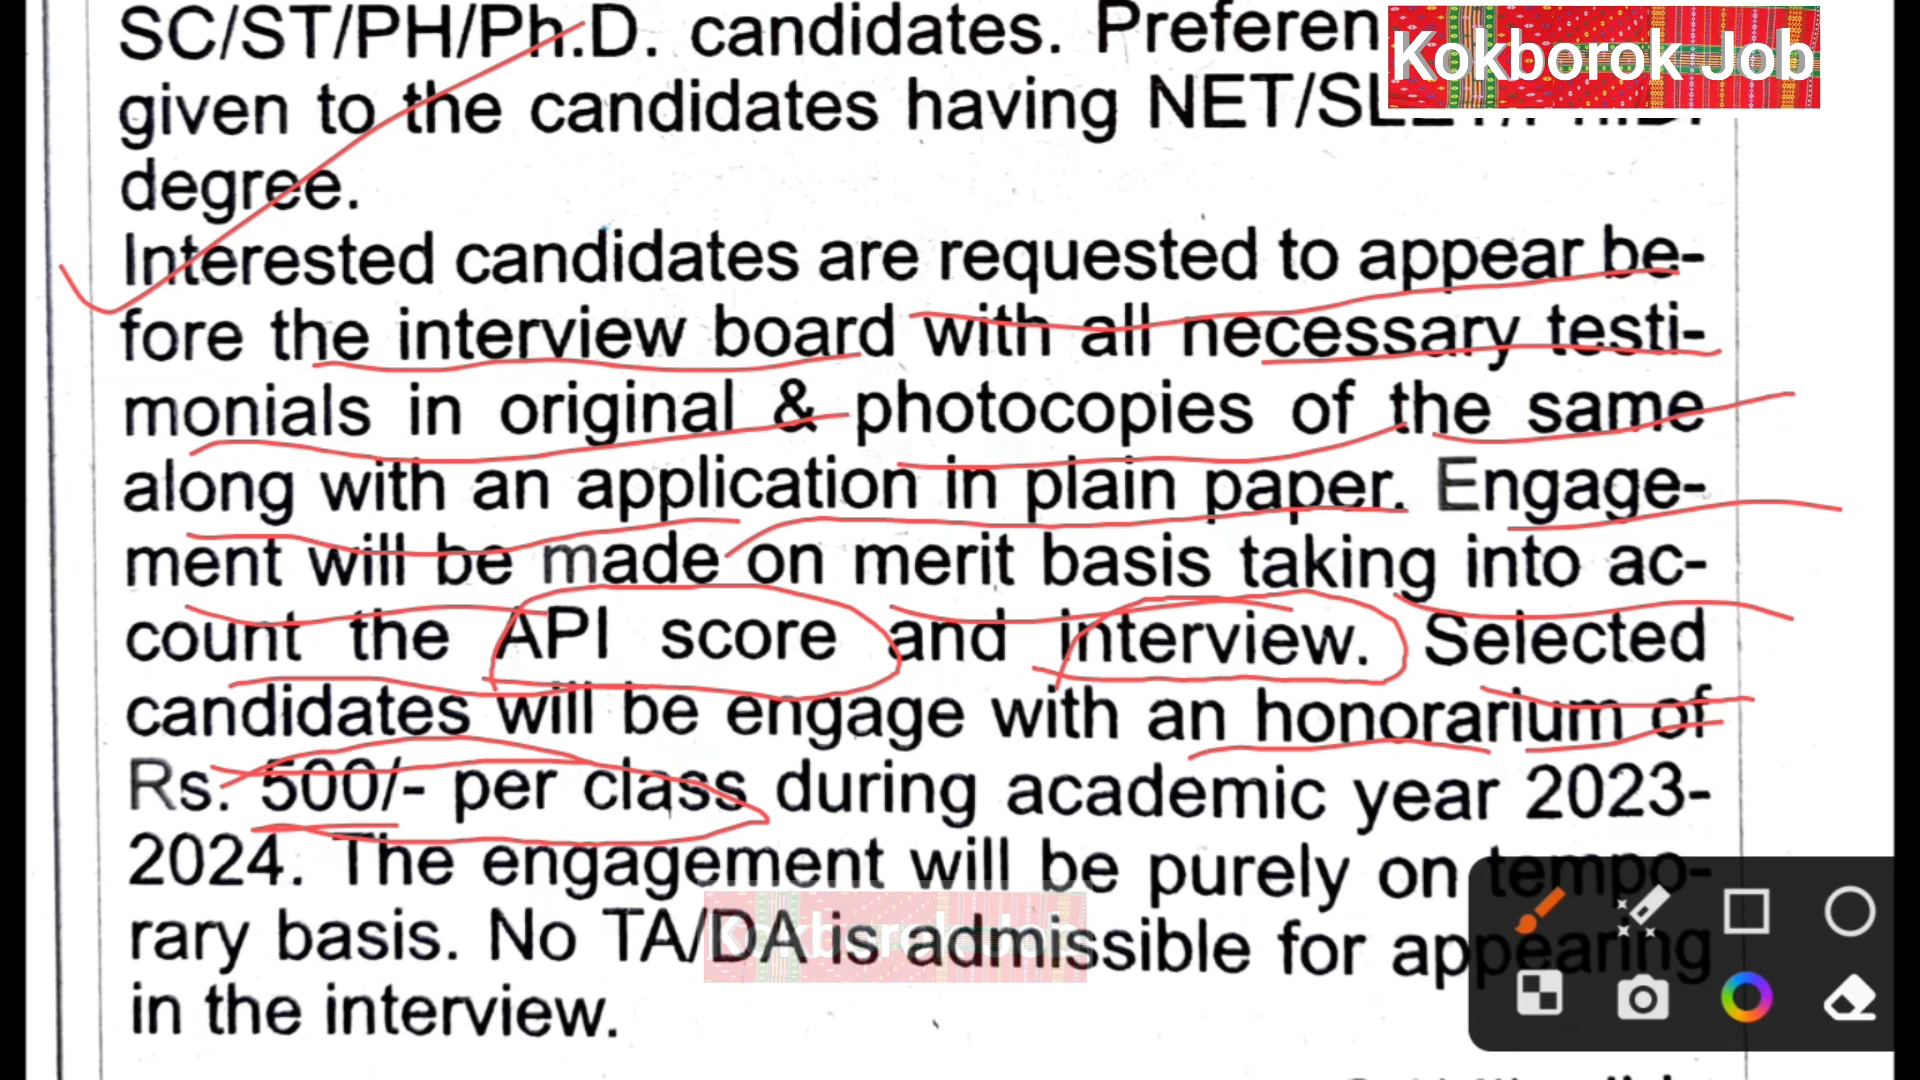 SC/ST/PH/Ph.D. candidates. Preferen
Kokborok Job
given to the candidates having
degree.
Interested candidates are requested to appear be-
fore the interview board with all necessary testi-
monials in original & photocopies of the same
along with an application in plain paper. Engage-
ment will be made on merit basis taking into ac-
count the API score and interview. Selected
candidates will be engage with an honorarium of
Rs. 500/- per class during academic year 2023-
2024. The engagement will be purely on tempo-
rary basis. No TA/DA is admissible for appearing
Kokborok Job
in the interview.